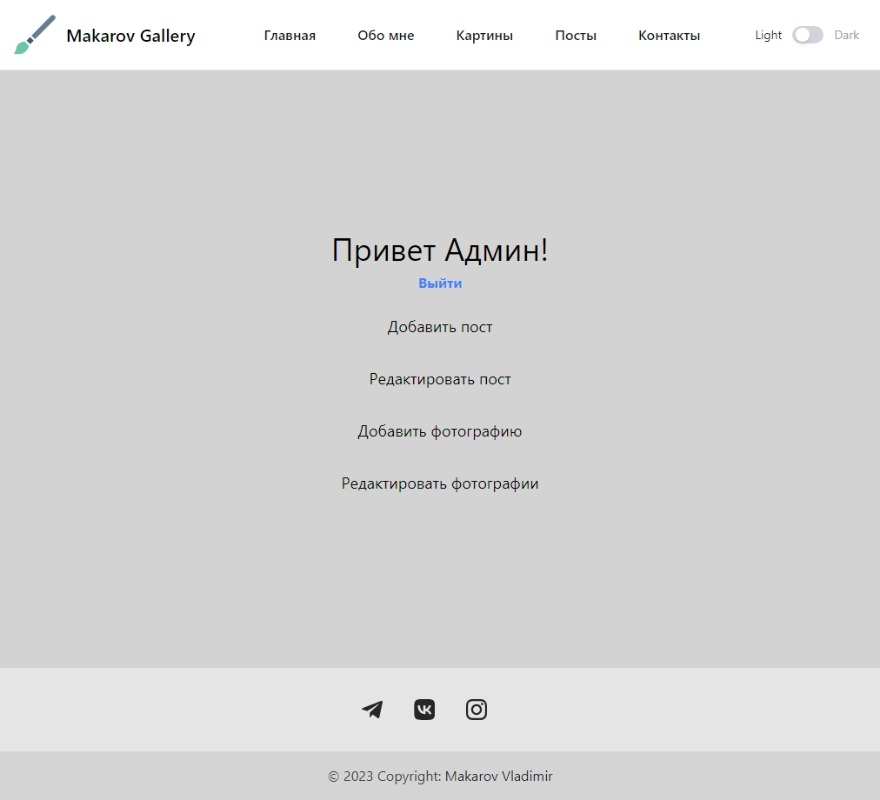 Makarov Gallery Главная Обо мне Картины Посты Контакты Light Dark
Привет Админ!
Выйти
Добавить пост
Редактировать пост
Добавить фотографию
Редактировать фотографии
© 2023 Copyright: Makarov Vladimir